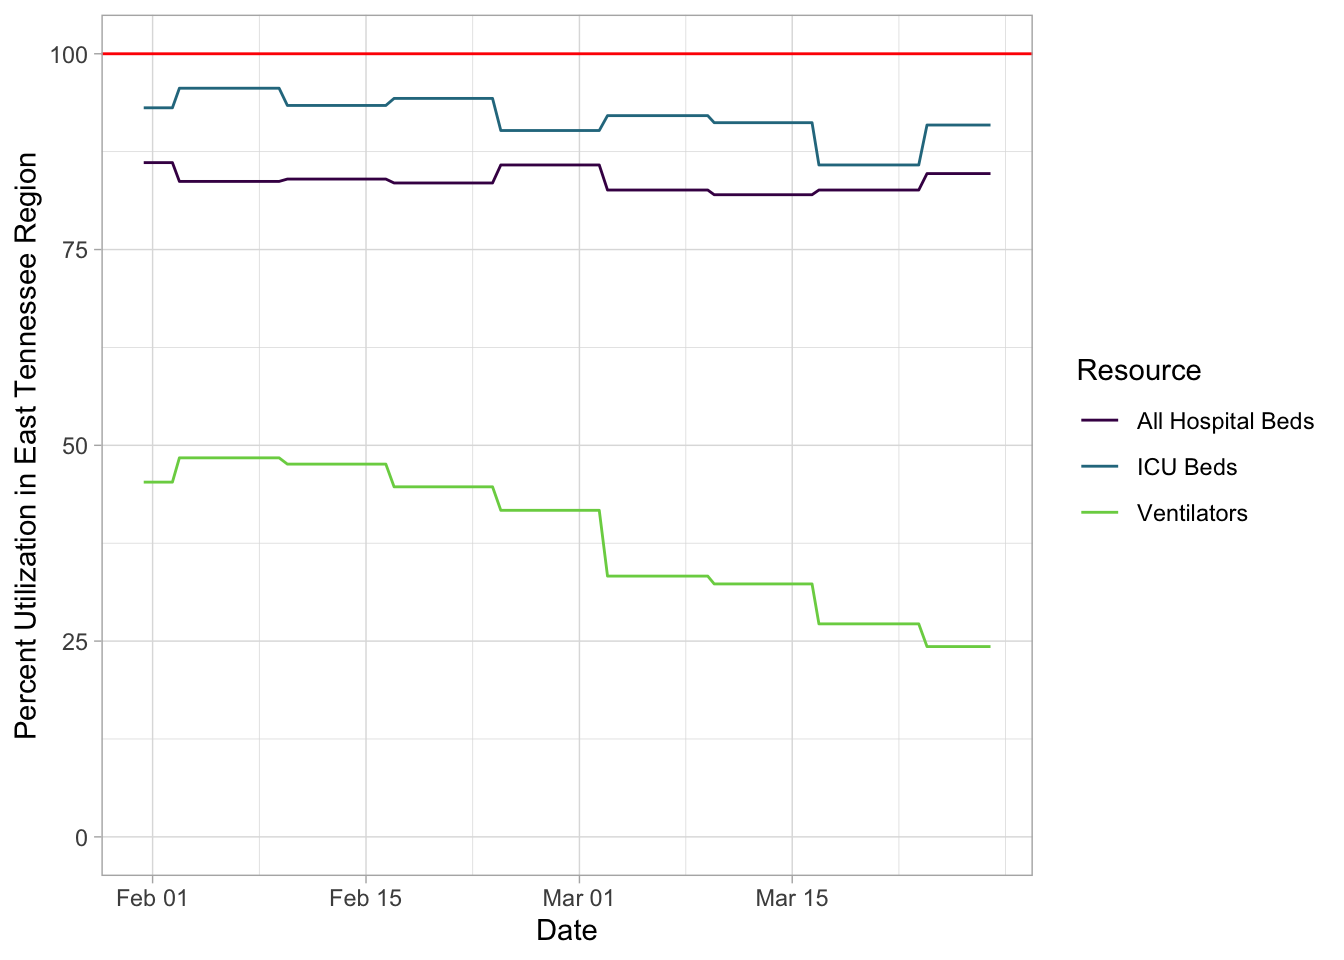 Percent Utilization in East Tennessee Region
100
75
50
25
0
Feb 01
Feb 15
Mar 01
Mar 15
Date
Resource
All Hospital Beds
ICU Beds
Ventilators